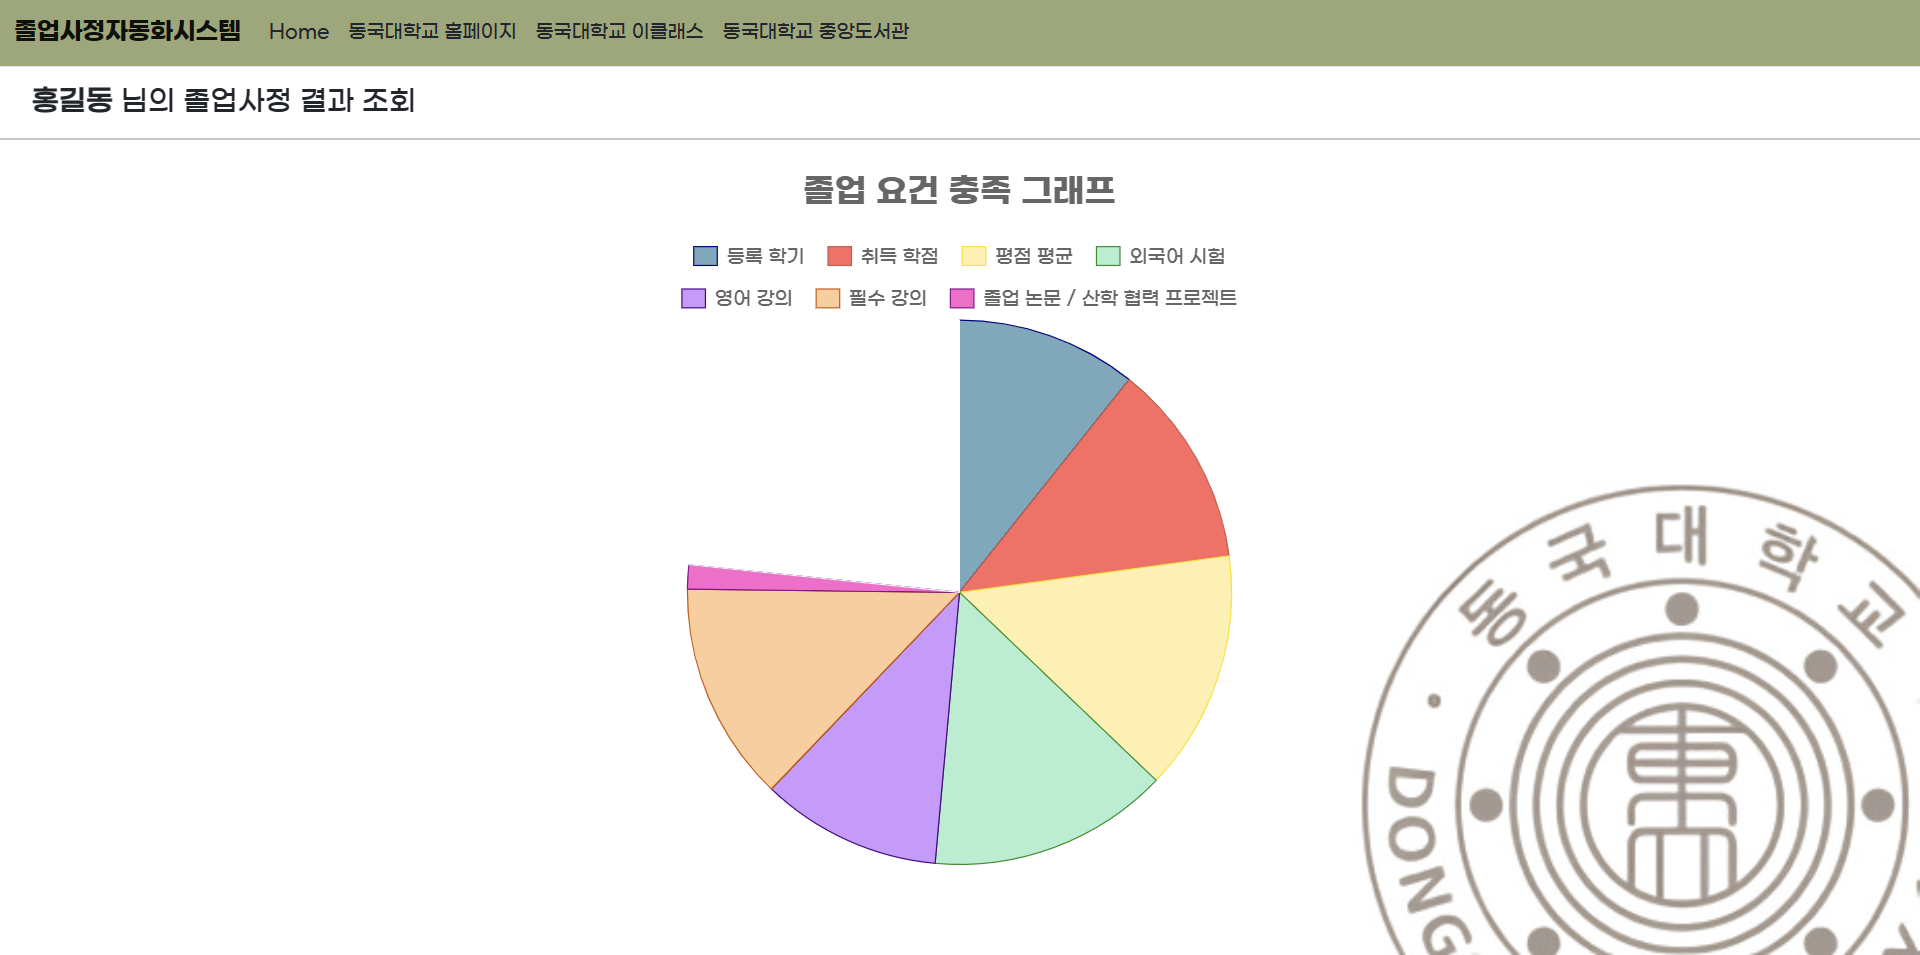 졸업사정자동화시스템 Home 동국대학교 홈페이지 동국대학교 이클래스 동국대학교 중앙도서관
홍길동 님의 졸업사정 결과 조회
졸업 요건 충족 그래프
등록 학기 취득 학점 평점 평균 외국어 시험
영어 강의 필수 강의 졸업 논문 / 산학 협력 프로젝트
동국대학교
DONG